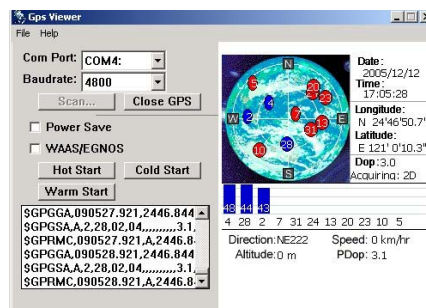 Gps Viewer
File Help
Com Port: COM4:
Baudrate: 4800
Scan... Close GPS
Power Save
WAAS/EGNOS
Hot Start Cold Start
Warm Start
$GPGGA,090527.921,2446.844
$GPGSA,A,2,28,02,04,,,,,,,,,,3.1,
$GPRMC,090527.921,A,2446.8
$GPGGA,090528.921,2446.844
$GPGSA,A,2,28,02,04,,,,,,,,,,3.1,
$GPRMC,090528.921,A,2446.8
N
5 20 23
4
W 2 7 13 E
31
10 28
S
Date:
2005/12/12
Time:
17:05:28
Longitude:
N 24'46'50.7"
Latitude:
E 121' 0'10.3"
Dop:3.0
Acquiring: 2D
48 44 43
4 28 2 7 31 24 13 20 23 10 5
Direction:NE222 Speed: 0 km/hr
Altitude:0 m PDop: 3.1